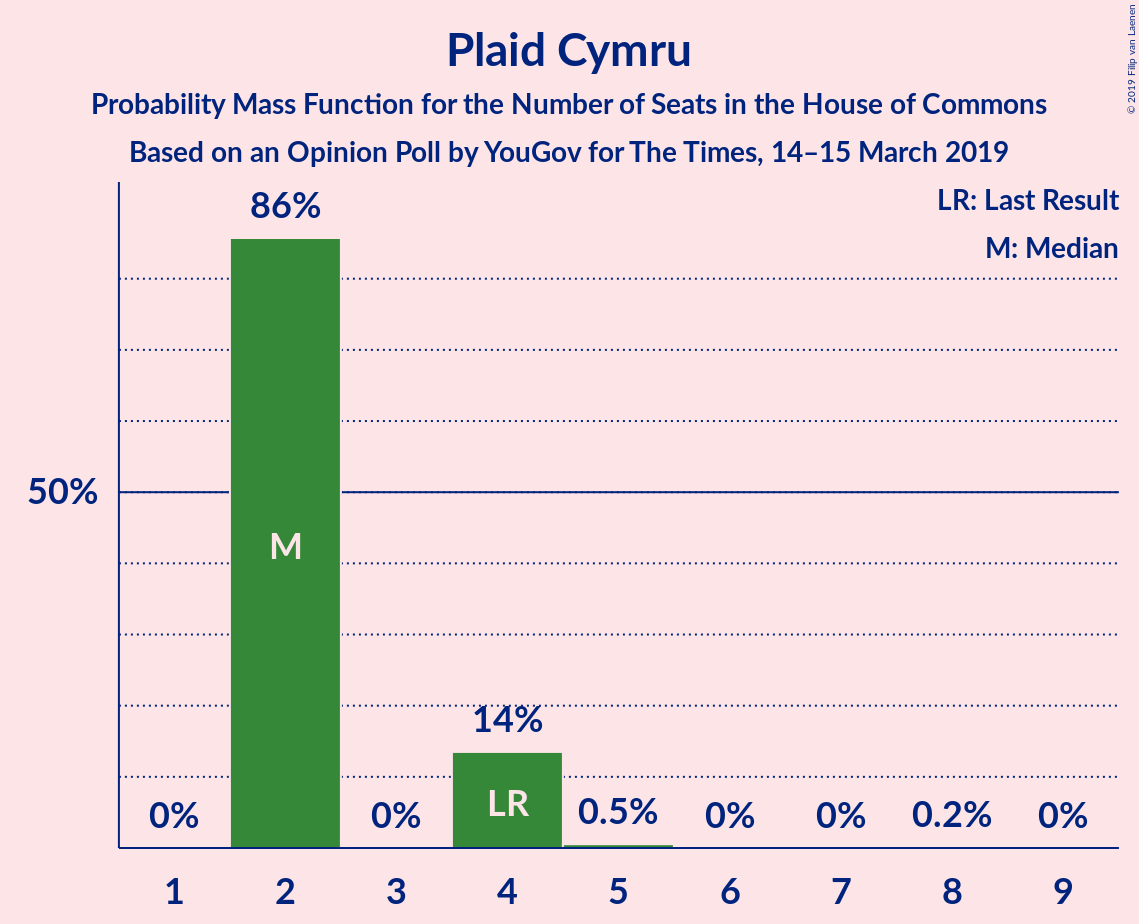 Plaid Cymru
Probability Mass Function for the Number of Seats in the House of Commons
Based on an Opinion Poll by YouGov for The Times, 14–15 March 2019
© 2019 Filip van Laenen
LR: Last Result
M: Median
86%
50%
M
14%
LR
0% 0% 0.5% 0% 0% 0.2% 0%
1 2 3 4 5 6 7 8 9